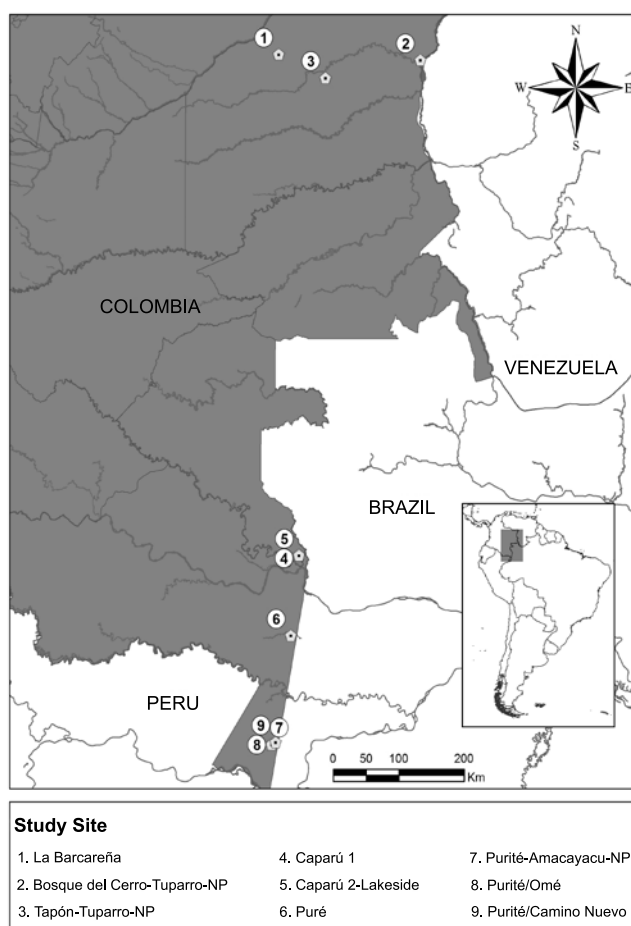 1
2
3
N
W
E
S
COLOMBIA
VENEZUELA
BRAZIL
5
4
6
PERU
9
7
8
0 50 100 200
Km
Study Site
1. La Barcareña
2. Bosque del Cerro-Tuparro-NP
3. Tapón-Tuparro-NP
4. Caparú 1
5. Caparú 2-Lakeside
6. Puré
7. Purité-Amacayacu-NP
8. Purité/Omé
9. Purité/Camino Nuevo